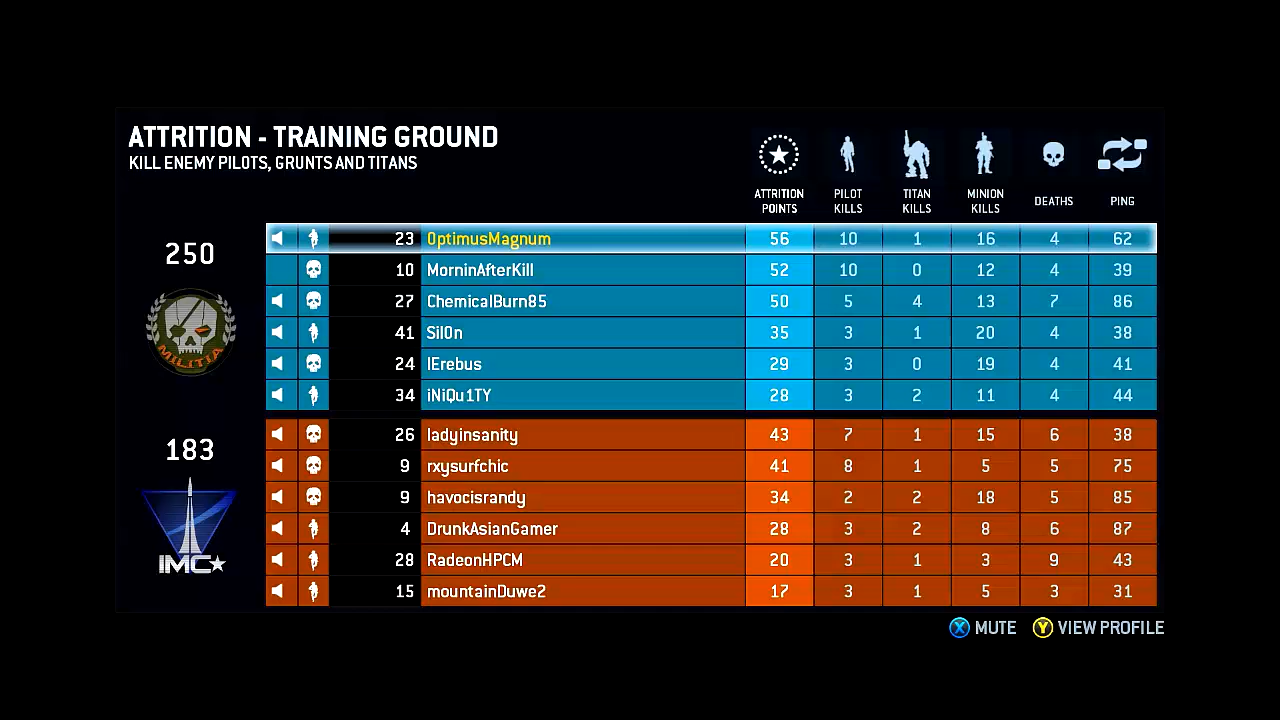 ATTRITION - TRAINING GROUND
KILL ENEMY PILOTS, GRUNTS AND TITANS
ATTRITION POINTS PILOT KILLS TITAN KILLS MINION KILLS DEATHS PING
250
MILITIA
23 OptimusMagnum 56 10 1 16 4 62
10 MorninAfterKill 52 10 0 12 4 39
27 ChemicalBurn85 50 5 4 13 7 86
41 Sil0n 35 3 1 20 4 38
24 lErebus 29 3 0 19 4 41
34 iNiQu1TY 28 3 2 11 4 44
183
IMC
26 ladyinsanity 43 7 1 15 6 38
9 rxysurfchic 41 8 1 5 5 75
9 havocisrandy 34 2 2 18 5 85
4 DrunkAsianGamer 28 3 2 8 6 87
28 RadeonHPCM 20 3 1 3 9 43
15 mountainDuwe2 17 3 1 5 3 31
X MUTE Y VIEW PROFILE